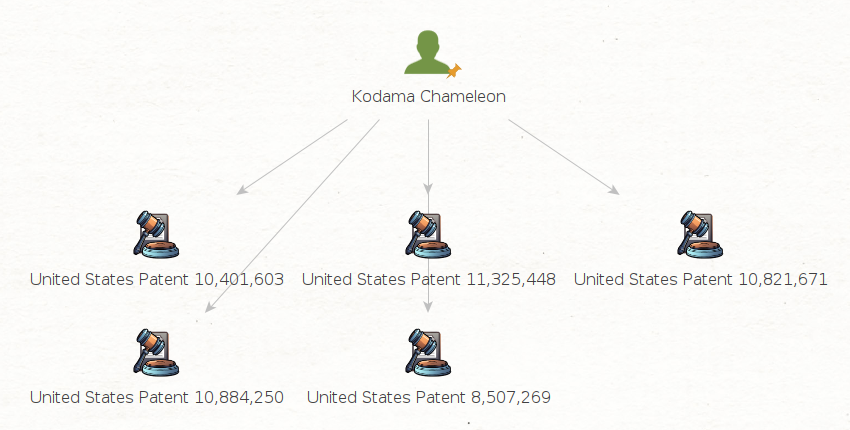 Kodama Chameleon
United States Patent 10,401,603
United States Patent 11,325,448
United States Patent 10,821,671
United States Patent 10,884,250
United States Patent 8,507,269